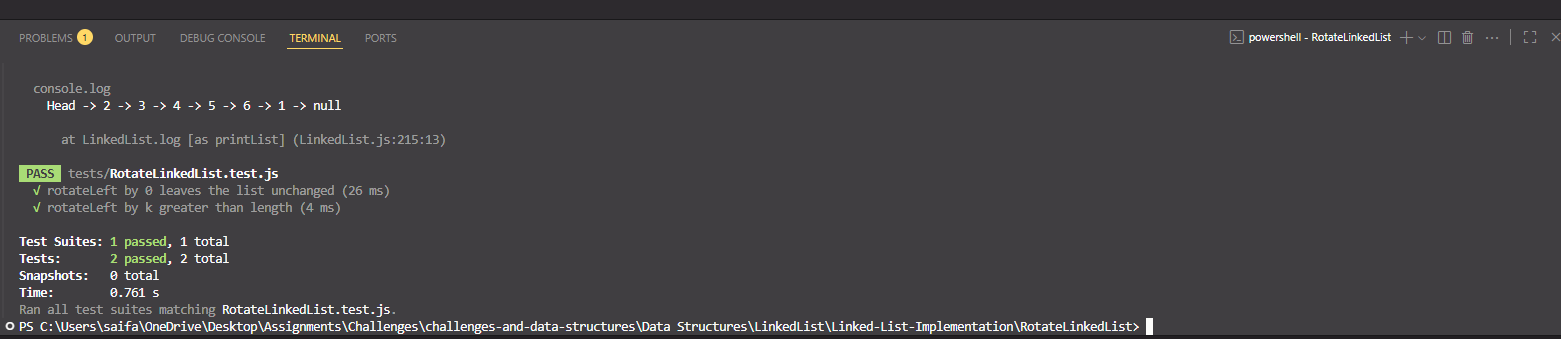 PROBLEMS 1 OUTPUT DEBUG CONSOLE TERMINAL PORTS powershell - RotateLinkedList
console.log
Head -> 2 -> 3 -> 4 -> 5 -> 6 -> 1 -> null
at LinkedList.log [as printList] (LinkedList.js:215:13)
PASS tests/RotateLinkedList.test.js
√ rotateLeft by 0 leaves the list unchanged (26 ms)
√ rotateLeft by k greater than length (4 ms)
Test Suites: 1 passed, 1 total
Tests: 2 passed, 2 total
Snapshots: 0 total
Time: 0.761 s
Ran all test suites matching RotateLinkedList.test.js.
PS C:\Users\saifa\OneDrive\Desktop\Assignments\Challenges\challenges-and-data-structures\Data Structures\LinkedList\Linked-List-Implementation\RotateLinkedList>